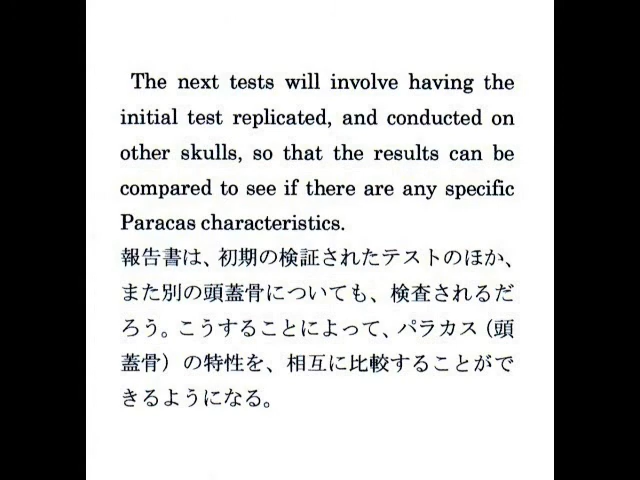 The next tests will involve having the
initial test replicated, and conducted on
other skulls, so that the results can be
compared to see if there are any specific
Paracas characteristics.
報告書は、初期の検証されたテストのほか、
また別の頭蓋骨についても、検査されるだ
ろう。こうすることによって、パラカス（頭
蓋骨）の特性を、相互に比較することがで
きるようになる。